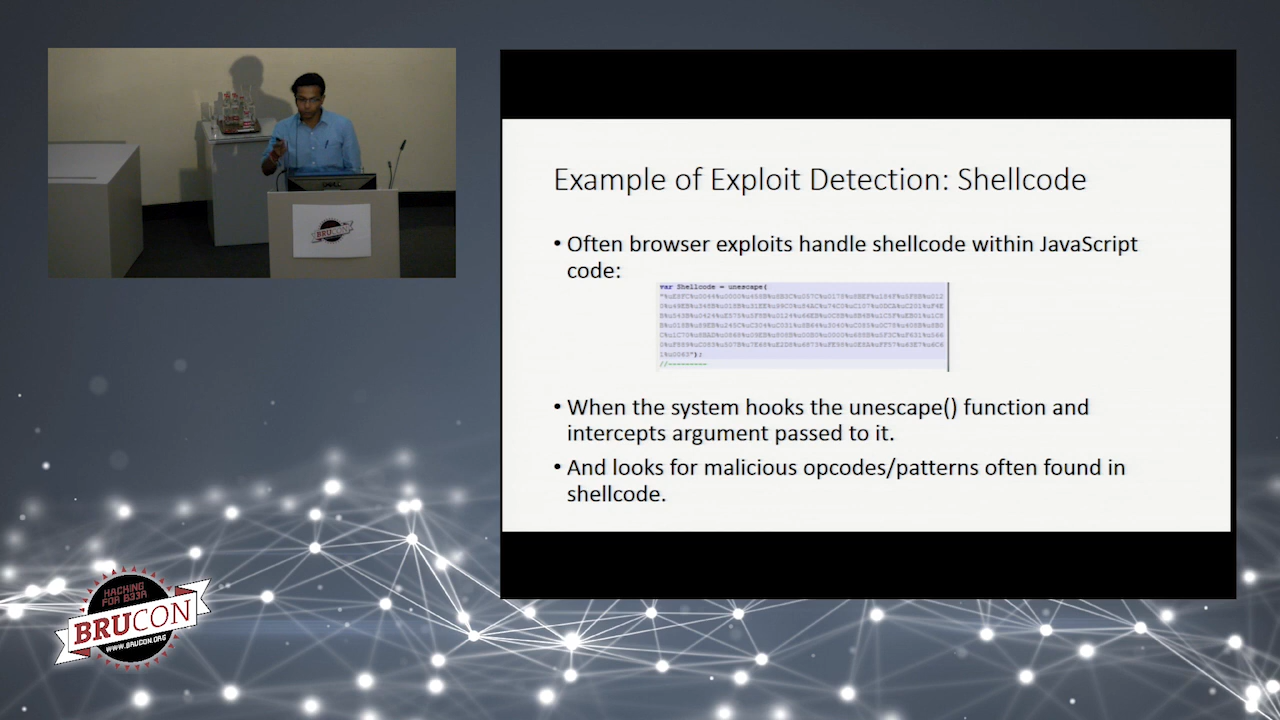 Example of Exploit Detection: Shellcode
• Often browser exploits handle shellcode within JavaScript
code:
var Shellcode = unescape(
//---------
• When the system hooks the unescape() function and
intercepts argument passed to it.
• And looks for malicious opcodes/patterns often found in
shellcode.
DELL
BRUCON
HACKING
FOR B33R
BRUCON
WWW.BRUCON.ORG